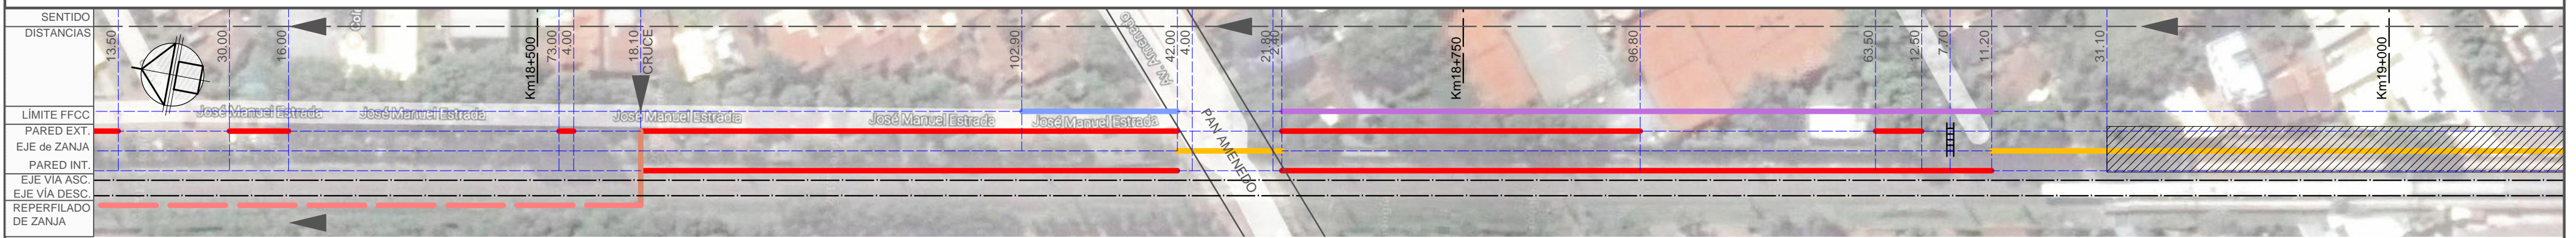 SENTIDO
DISTANCIAS
13.50
30.00
16.00
Km18+500
73.00
4.00
18.10
CRUCE
102.90
42.00
4.00
21.80
2.40
Km18+750
96.80
63.50
12.50
7.70
11.20
31.10
Km19+000
Av. Amenedo
LÍMITE FFCC
José Manuel Estrada
José Manuel Estrada
José Manuel Estrada
José Manuel Estrada
José Manuel Estrada
PARED EXT.
EJE de ZANJA
PARED INT.
PAN AMENEDO
EJE VÍA ASC.
EJE VÍA DESC.
REPERFILADO
DE ZANJA